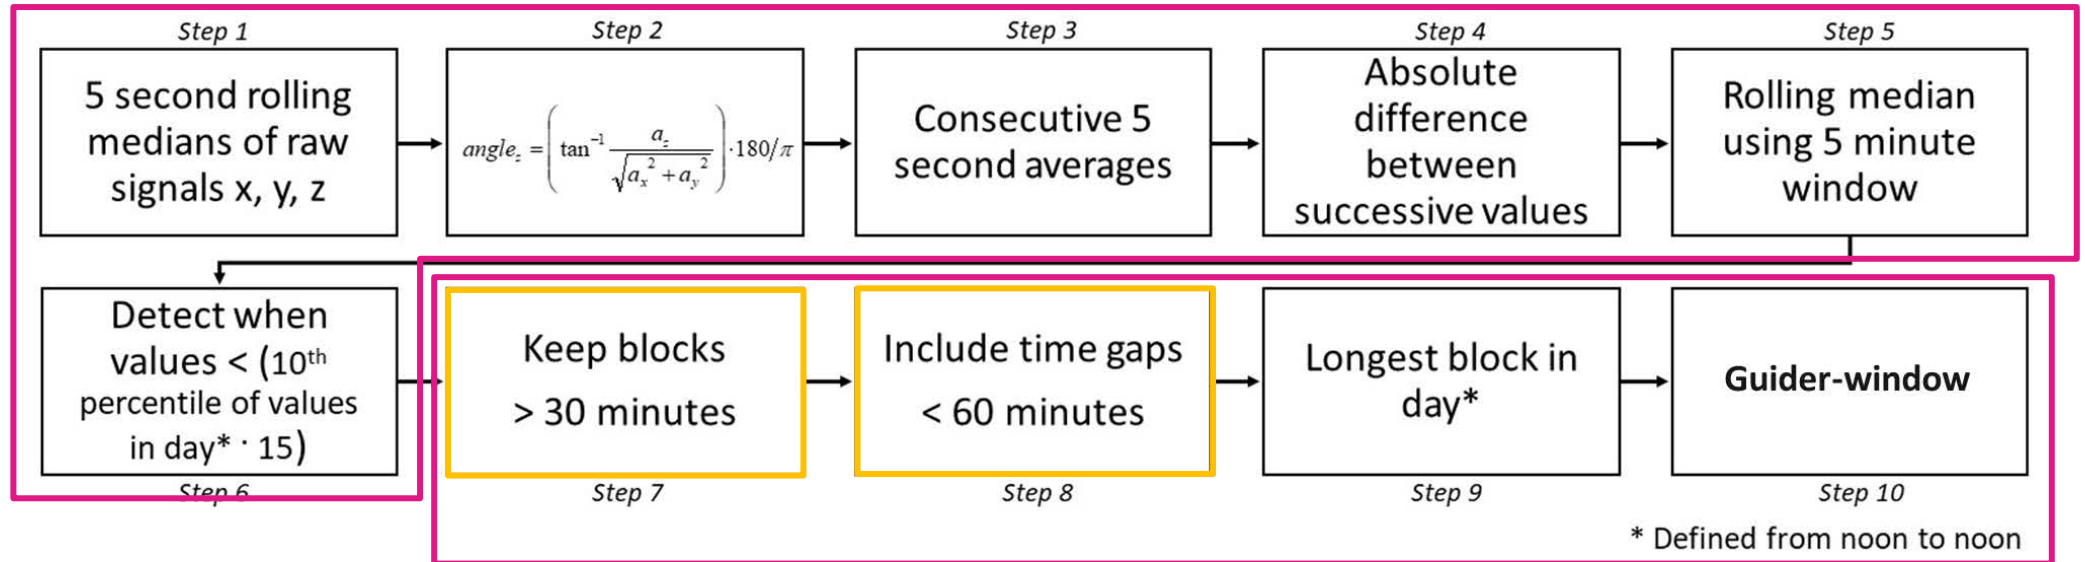 Step 1
5 second rolling
medians of raw
signals x, y, z
Step 2
angle_z = (tan⁻¹ a_z / √(a_x² + a_y²)) ·180/π
Step 3
Consecutive 5
second averages
Step 4
Absolute
difference
between
successive values
Step 5
Rolling median
using 5 minute
window
Detect when
values < (10th
percentile of values
in day* · 15)
Step 6
Keep blocks
> 30 minutes
Step 7
Include time gaps
< 60 minutes
Step 8
Longest block in
day*
Step 9
Guider-window
Step 10
* Defined from noon to noon